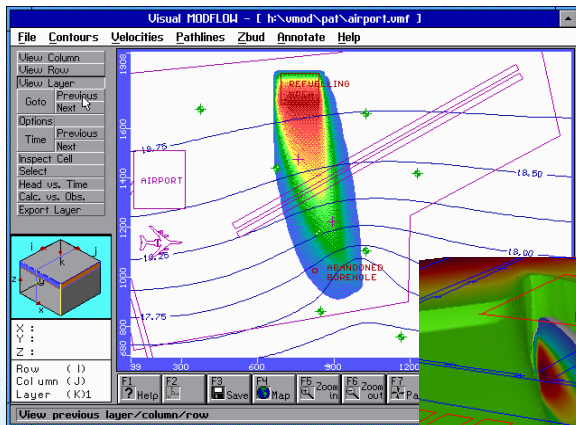 Visual MODFLOW - [ h:\vmod\pat\airport.vmf ]
File Contours Velocities Pathlines Zbud Annotate Help
View Column
View Row
View Layer
Goto Previous
Next
Options
Time Previous
Next
Inspect Cell
Select
Head vs. Time
Calc. vs. Obs.
Export Layer
i j
k
z y
x
X :
Y :
Z :
Row (I)
Column (J)
Layer (K)1
1908
1600
1400
1200
1000
800
680
99 300 600 900 1200
REFUELLING
AREA
18.75
18.50
AIRPORT
18.25
18.00
ABANDONED
BOREHOLE
17.75
F1 Help
F2
F3 Save
F4 Map
F5 Zoom in
F6 Zoom out
F7 Pa
View previous layer/column/row